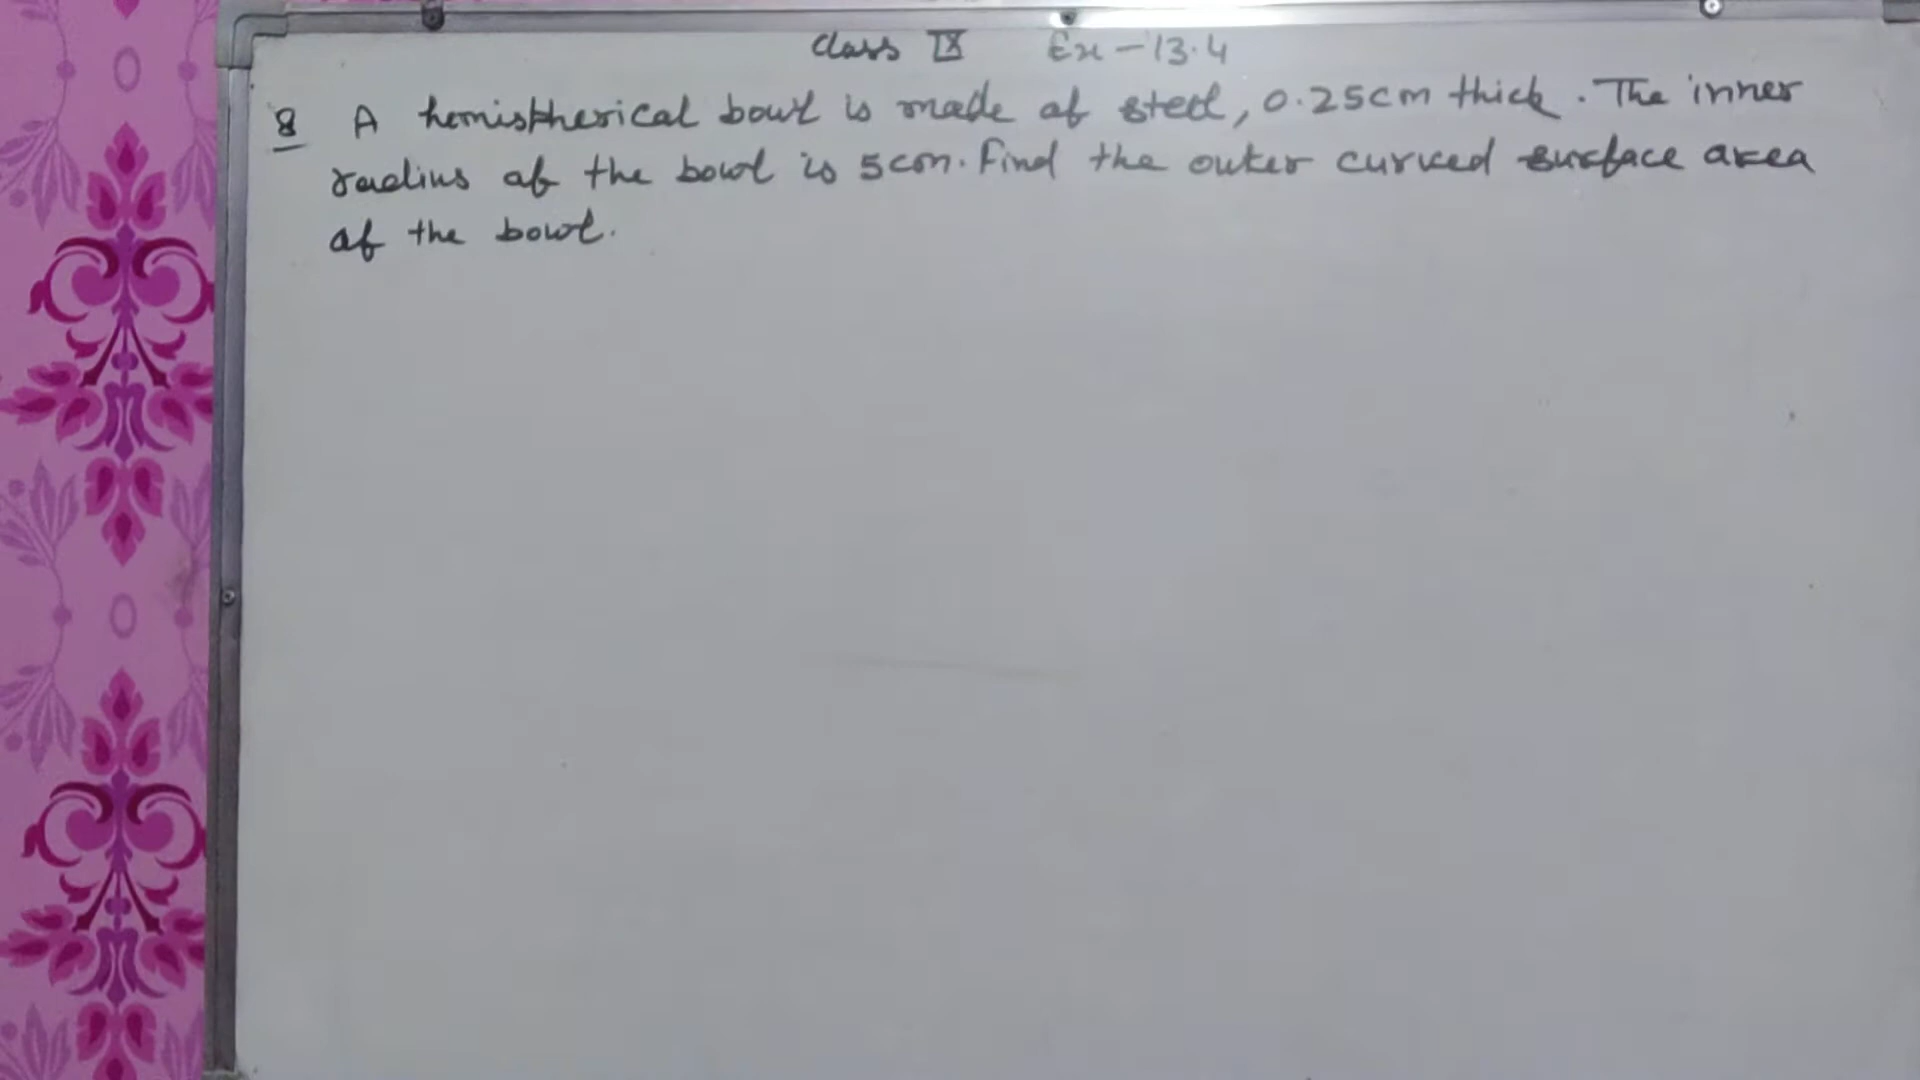 Class IX Ex-13.4
8 A hemispherical bowl is made of steel, 0.25cm thick. The inner
radius of the bowl is 5cm. Find the outer curved surface area
of the bowl.